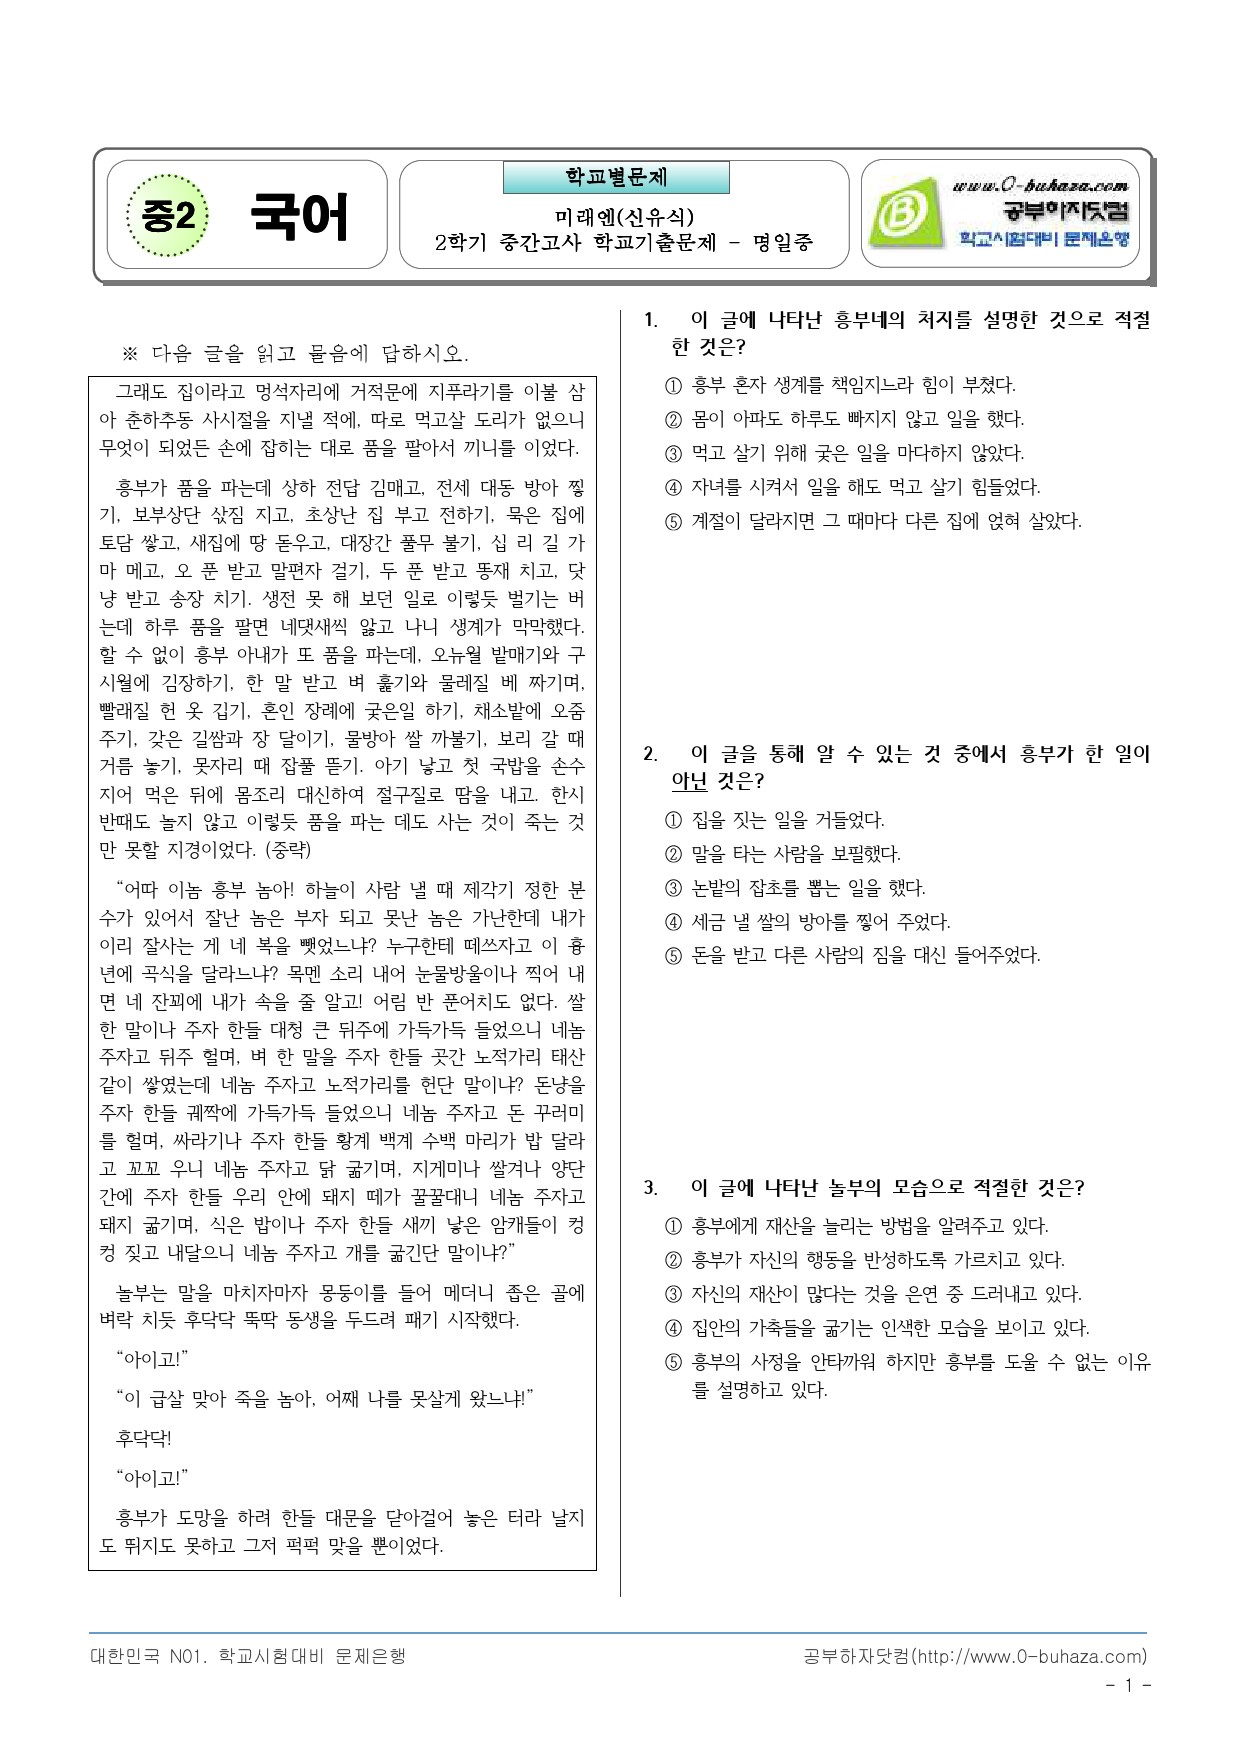 중2
국어
학교별문제
미래엔(신유식)
2학기 중간고사 학교기출문제 - 명일중
B
www.0-buhaza.com
공부하자닷컴
학교시험대비 문제은행
※ 다음 글을 읽고 물음에 답하시오.
그래도 집이라고 멍석자리에 거적문에 지푸라기를 이불 삼
아 춘하추동 사시절을 지낼 적에, 따로 먹고살 도리가 없으니
무엇이 되었든 손에 잡히는 대로 품을 팔아서 끼니를 이었다.
흥부가 품을 파는데 상하 전답 김매고, 전세 대동 방아 찧
기, 보부상단 삯짐 지고, 초상난 집 부고 전하기, 묵은 집에
토담 쌓고, 새집에 땅 돋우고, 대장간 풀무 불기, 십 리 길 가
마 메고, 오 푼 받고 말편자 걸기, 두 푼 받고 똥재 치고, 닷
냥 받고 송장 치기. 생전 못 해 보던 일로 이렇듯 벌기는 버
는데 하루 품을 팔면 네댓새씩 앓고 나니 생계가 막막했다.
할 수 없이 흥부 아내가 또 품을 파는데, 오뉴월 밭매기와 구
시월에 김장하기, 한 말 받고 벼 훑기와 물레질 베 짜기며,
빨래질 헌 옷 깁기, 혼인 장례에 궂은일 하기, 채소밭에 오줌
주기, 갖은 길쌈과 장 달이기, 물방아 쌀 까불기, 보리 갈 때
거름 놓기, 못자리 때 잡풀 뜯기. 아기 낳고 첫 국밥을 손수
지어 먹은 뒤에 몸조리 대신하여 절구질로 땀을 내고. 한시
반때도 놀지 않고 이렇듯 품을 파는 데도 사는 것이 죽는 것
만 못할 지경이었다. (중략)
“어따 이놈 흥부 놈아! 하늘이 사람 낼 때 제각기 정한 분
수가 있어서 잘난 놈은 부자 되고 못난 놈은 가난한데 내가
이리 잘사는 게 네 복을 뺏었느냐? 누구한테 떼쓰자고 이 흉
년에 곡식을 달라느냐? 목멘 소리 내어 눈물방울이나 찍어 내
면 네 잔꾀에 내가 속을 줄 알고! 어림 반 푼어치도 없다. 쌀
한 말이나 주자 한들 대청 큰 뒤주에 가득가득 들었으니 네놈
주자고 뒤주 헐며, 벼 한 말을 주자 한들 곳간 노적가리 태산
같이 쌓였는데 네놈 주자고 노적가리를 헌단 말이냐? 돈냥을
주자 한들 궤짝에 가득가득 들었으니 네놈 주자고 돈 꾸러미
를 헐며, 싸라기나 주자 한들 황계 백계 수백 마리가 밥 달라
고 꼬꼬 우니 네놈 주자고 닭 굶기며, 지게미나 쌀겨나 양단
간에 주자 한들 우리 안에 돼지 떼가 꿀꿀대니 네놈 주자고
돼지 굶기며, 식은 밥이나 주자 한들 새끼 낳은 암캐들이 컹
컹 짖고 내달으니 네놈 주자고 개를 굶긴단 말이냐?”
놀부는 말을 마치자마자 몽둥이를 들어 메더니 좁은 골에
벼락 치듯 후닥닥 뚝딱 동생을 두드려 패기 시작했다.
“아이고!”
“이 급살 맞아 죽을 놈아, 어째 나를 못살게 왔느냐!”
후닥닥!
“아이고!”
흥부가 도망을 하려 한들 대문을 닫아걸어 놓은 터라 날지
도 뛰지도 못하고 그저 퍽퍽 맞을 뿐이었다.
1. 이 글에 나타난 흥부네의 처지를 설명한 것으로 적절
한 것은?
① 흥부 혼자 생계를 책임지느라 힘이 부쳤다.
② 몸이 아파도 하루도 빠지지 않고 일을 했다.
③ 먹고 살기 위해 궂은 일을 마다하지 않았다.
④ 자녀를 시켜서 일을 해도 먹고 살기 힘들었다.
⑤ 계절이 달라지면 그 때마다 다른 집에 얹혀 살았다.
2. 이 글을 통해 알 수 있는 것 중에서 흥부가 한 일이
아닌 것은?
① 집을 짓는 일을 거들었다.
② 말을 타는 사람을 보필했다.
③ 논밭의 잡초를 뽑는 일을 했다.
④ 세금 낼 쌀의 방아를 찧어 주었다.
⑤ 돈을 받고 다른 사람의 짐을 대신 들어주었다.
3. 이 글에 나타난 놀부의 모습으로 적절한 것은?
① 흥부에게 재산을 늘리는 방법을 알려주고 있다.
② 흥부가 자신의 행동을 반성하도록 가르치고 있다.
③ 자신의 재산이 많다는 것을 은연 중 드러내고 있다.
④ 집안의 가축들을 굶기는 인색한 모습을 보이고 있다.
⑤ 흥부의 사정을 안타까워 하지만 흥부를 도울 수 없는 이유
를 설명하고 있다.
대한민국 N01. 학교시험대비 문제은행
공부하자닷컴(http://www.0-buhaza.com)
- 1 -